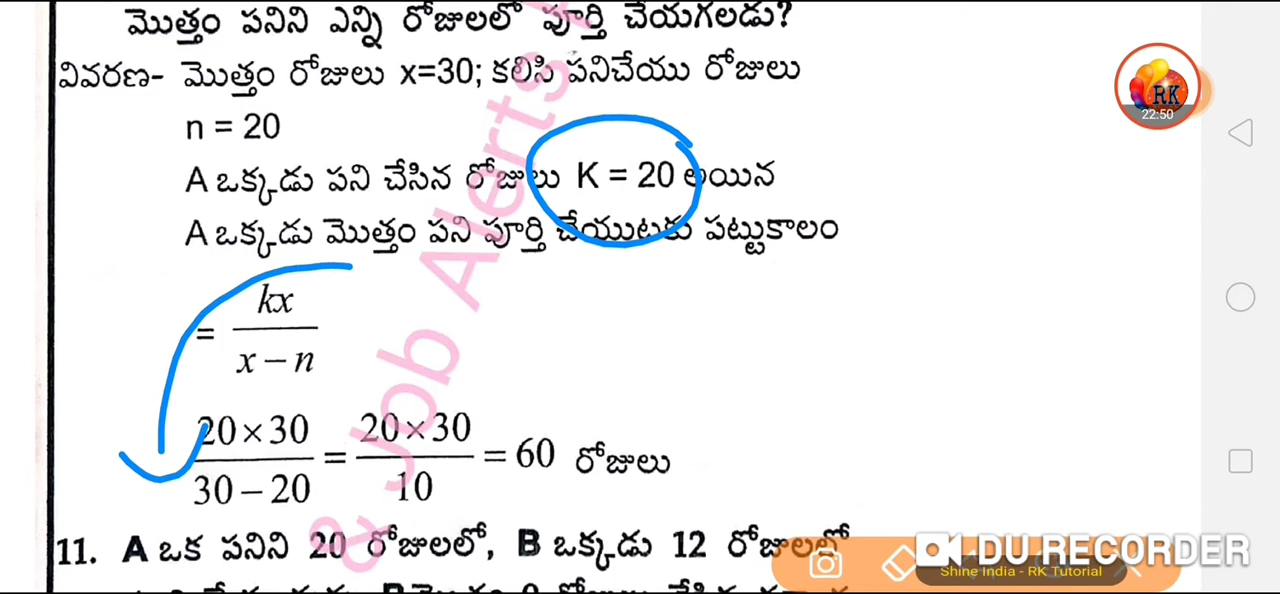 మొత్తం పనిని ఎన్ని రోజులలో పూర్తి చేయగలడు?
వివరణ- మొత్తం రోజులు x=30; కలిసి పనిచేయు రోజులు
n = 20
A ఒక్కడు పని చేసిన రోజులు K = 20 అయిన
A ఒక్కడు మొత్తం పని పూర్తి చేయుటకు పట్టుకాలం
= kx / x − n
20×30 / 30−20 = 20×30 / 10 = 60 రోజులు
11. A ఒక పనిని 20 రోజులలో, B ఒక్కడు 12 రోజులలో
& Job Alerts
RK
22:50
DU RECORDER
Shine India - RK Tutorial